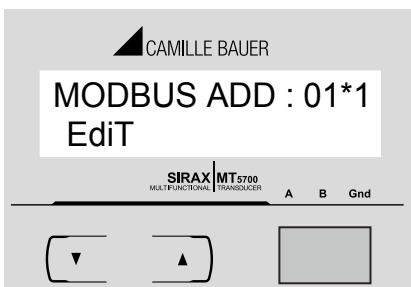 CAMILLE BAUER
MODBUS ADD : 01*1
EdiT
SIRAX MT5700
MULTIFUNCTIONAL TRANSDUCER
A B Gnd